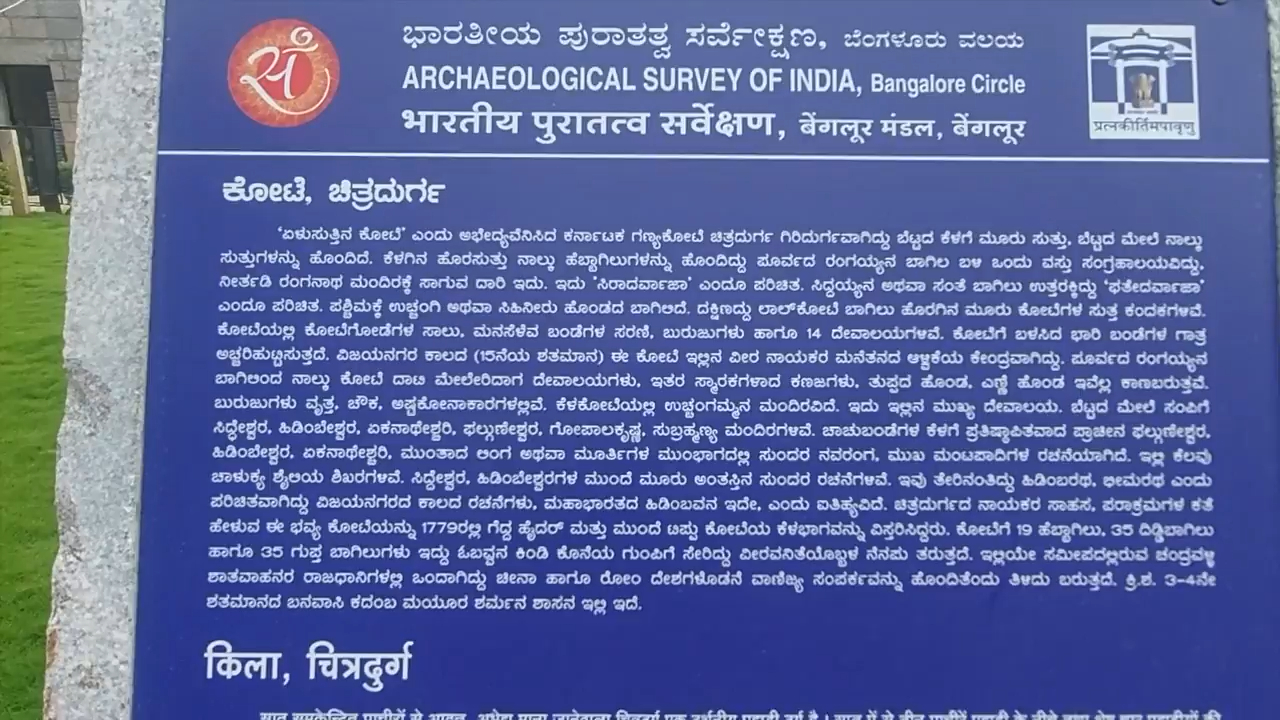 सं
ಭಾರತೀಯ ಪುರಾತತ್ವ ಸರ್ವೇಕ್ಷಣ, ಬೆಂಗಳೂರು ವಲಯ
ARCHAEOLOGICAL SURVEY OF INDIA, Bangalore Circle
भारतीय पुरातत्व सर्वेक्षण, बेंगलूर मंडल, बेंगलूर
प्रत्नकीर्तिमपावृणु
ಕೋಟೆ, ಚಿತ್ರದುರ್ಗ
'ಏಳುಸುತ್ತಿನ ಕೋಟೆ' ಎಂದು ಅಭೇದ್ಯವೆನಿಸಿದ ಕರ್ನಾಟಕ ಗಣ್ಯಕೋಟೆ ಚಿತ್ರದುರ್ಗ ಗಿರಿದುರ್ಗವಾಗಿದ್ದು ಬೆಟ್ಟದ ಕೆಳಗೆ ಮೂರು ಸುತ್ತು, ಬೆಟ್ಟದ ಮೇಲೆ ನಾಲ್ಕು
ಸುತ್ತುಗಳನ್ನು ಹೊಂದಿದೆ. ಕೆಳಗಿನ ಹೊರಸುತ್ತು ನಾಲ್ಕು ಹೆಬ್ಬಾಗಿಲುಗಳನ್ನು ಹೊಂದಿದ್ದು ಪೂರ್ವದ ರಂಗಯ್ಯನ ಬಾಗಿಲ ಬಳಿ ಒಂದು ವಸ್ತು ಸಂಗ್ರಹಾಲಯವಿದ್ದು,
ನೀರ್ತಡಿ ರಂಗನಾಥ ಮಂದಿರಕ್ಕೆ ಸಾಗುವ ದಾರಿ ಇದು. ಇದು 'ಸಿರಾದರ್ವಾಜಾ' ಎಂದೂ ಪರಿಚಿತ. ಸಿದ್ದಯ್ಯನ ಅಥವಾ ಸಂತೆ ಬಾಗಿಲು ಉತ್ತರಕ್ಕಿದ್ದು 'ಫತೇದರ್ವಾಜಾ'
ಎಂದೂ ಪರಿಚಿತ. ಪಶ್ಚಿಮಕ್ಕೆ ಉಚ್ಚಂಗಿ ಅಥವಾ ಸಿಹಿನೀರು ಹೊಂಡದ ಬಾಗಿಲಿದೆ. ದಕ್ಷಿಣದ್ದು ಲಾಲ್‌ಕೋಟೆ ಬಾಗಿಲು ಹೊರಗಿನ ಮೂರು ಕೋಟೆಗಳ ಸುತ್ತ ಕಂದಕಗಳಿವೆ.
ಕೋಟೆಯಲ್ಲಿ ಕೋಟೆಗೋಡೆಗಳ ಸಾಲು, ಮನಸೆಳೆವ ಬಂಡೆಗಳ ಸರಣಿ, ಬುರುಜುಗಳು ಹಾಗೂ 14 ದೇವಾಲಯಗಳಿವೆ. ಕೋಟೆಗೆ ಬಳಸಿದ ಭಾರಿ ಬಂಡೆಗಳ ಗಾತ್ರ
ಅಚ್ಚರಿಹುಟ್ಟಿಸುತ್ತದೆ. ವಿಜಯನಗರ ಕಾಲದ (15ನೆಯ ಶತಮಾನ) ಈ ಕೋಟೆ ಇಲ್ಲಿನ ವೀರ ನಾಯಕರ ಮನೆತನದ ಆಳ್ವಿಕೆಯ ಕೇಂದ್ರವಾಗಿದ್ದು. ಪೂರ್ವದ ರಂಗಯ್ಯನ
ಬಾಗಿಲಿಂದ ನಾಲ್ಕು ಕೋಟೆ ದಾಟಿ ಮೇಲೇರಿದಾಗ ದೇವಾಲಯಗಳು, ಇತರ ಸ್ಮಾರಕಗಳಾದ ಕಣಜಗಳು, ತುಪ್ಪದ ಹೊಂಡ, ಎಣ್ಣೆ ಹೊಂಡ ಇವೆಲ್ಲ ಕಾಣಬರುತ್ತವೆ.
ಬುರುಜುಗಳು ವೃತ್ತ, ಚೌಕ, ಅಷ್ಟಕೋನಾಕಾರಗಳಲ್ಲಿವೆ. ಕೆಳಕೋಟೆಯಲ್ಲಿ ಉಚ್ಚಂಗಮ್ಮನ ಮಂದಿರವಿದೆ. ಇದು ಇಲ್ಲಿನ ಮುಖ್ಯ ದೇವಾಲಯ. ಬೆಟ್ಟದ ಮೇಲೆ ಸಂಪಿಗೆ
ಸಿದ್ಧೇಶ್ವರ, ಹಿಡಿಂಬೇಶ್ವರ, ಏಕನಾಥೇಶ್ವರಿ, ಫಲ್ಗುಣೇಶ್ವರ, ಗೋಪಾಲಕೃಷ್ಣ, ಸುಬ್ರಹ್ಮಣ್ಯ ಮಂದಿರಗಳಿವೆ. ಚಾಚುಬಂಡೆಗಳ ಕೆಳಗೆ ಪ್ರತಿಷ್ಠಾಪಿತವಾದ ಪ್ರಾಚೀನ ಫಲ್ಗುಣೇಶ್ವರ,
ಹಿಡಿಂಬೇಶ್ವರ, ಏಕನಾಥೇಶ್ವರಿ, ಮುಂತಾದ ಲಿಂಗ ಅಥವಾ ಮೂರ್ತಿಗಳ ಮುಂಭಾಗದಲ್ಲಿ ಸುಂದರ ನವರಂಗ, ಮುಖ ಮಂಟಪಾದಿಗಳ ರಚನೆಯಾಗಿದೆ. ಇಲ್ಲಿ ಕೆಲವು
ಚಾಳುಕ್ಯ ಶೈಲಿಯ ಶಿಖರಗಳಿವೆ. ಸಿದ್ಧೇಶ್ವರ, ಹಿಡಿಂಬೇಶ್ವರಗಳ ಮುಂದೆ ಮೂರು ಅಂತಸ್ತಿನ ಸುಂದರ ರಚನೆಗಳಿವೆ. ಇವು ತೇರಿನಂತಿದ್ದು ಹಿಡಿಂಬರಥ, ಭೀಮರಥ ಎಂದು
ಪರಿಚಿತವಾಗಿದ್ದು ವಿಜಯನಗರದ ಕಾಲದ ರಚನೆಗಳು, ಮಹಾಭಾರತದ ಹಿಡಿಂಬವನ ಇದೇ, ಎಂದು ಐತಿಹ್ಯವಿದೆ. ಚಿತ್ರದುರ್ಗದ ನಾಯಕರ ಸಾಹಸ, ಪರಾಕ್ರಮಗಳ ಕತೆ
ಹೇಳುವ ಈ ಭವ್ಯ ಕೋಟೆಯನ್ನು 1779ರಲ್ಲಿ ಗೆದ್ದ ಹೈದರ್ ಮತ್ತು ಮುಂದೆ ಟಿಪ್ಪು ಕೋಟೆಯ ಕೆಳಭಾಗವನ್ನು ವಿಸ್ತರಿಸಿದ್ದರು. ಕೋಟೆಗೆ 19 ಹೆಬ್ಬಾಗಿಲು, 35 ದಿಡ್ಡಿಬಾಗಿಲು
ಹಾಗೂ 35 ಗುಪ್ತ ಬಾಗಿಲುಗಳು ಇದ್ದು ಓಬವ್ವನ ಕಿಂಡಿ ಕೊನೆಯ ಗುಂಪಿಗೆ ಸೇರಿದ್ದು ವೀರವನಿತೆಯೊಬ್ಬಳ ನೆನಪು ತರುತ್ತದೆ. ಇಲ್ಲಿಯೇ ಸಮೀಪದಲ್ಲಿರುವ ಚಂದ್ರವಳ್ಳಿ
ಶಾತವಾಹನರ ರಾಜಧಾನಿಗಳಲ್ಲಿ ಒಂದಾಗಿದ್ದು ಚೀನಾ ಹಾಗೂ ರೋಂ ದೇಶಗಳೊಡನೆ ವಾಣಿಜ್ಯ ಸಂಪರ್ಕವನ್ನು ಹೊಂದಿತೆಂದು ತಿಳಿದು ಬರುತ್ತದೆ. ಕ್ರಿ.ಶ. 3-4ನೇ
ಶತಮಾನದ ಬನವಾಸಿ ಕದಂಬ ಮಯೂರ ಶರ್ಮನ ಶಾಸನ ಇಲ್ಲಿ ಇದೆ.
किला, चित्रदुर्ग